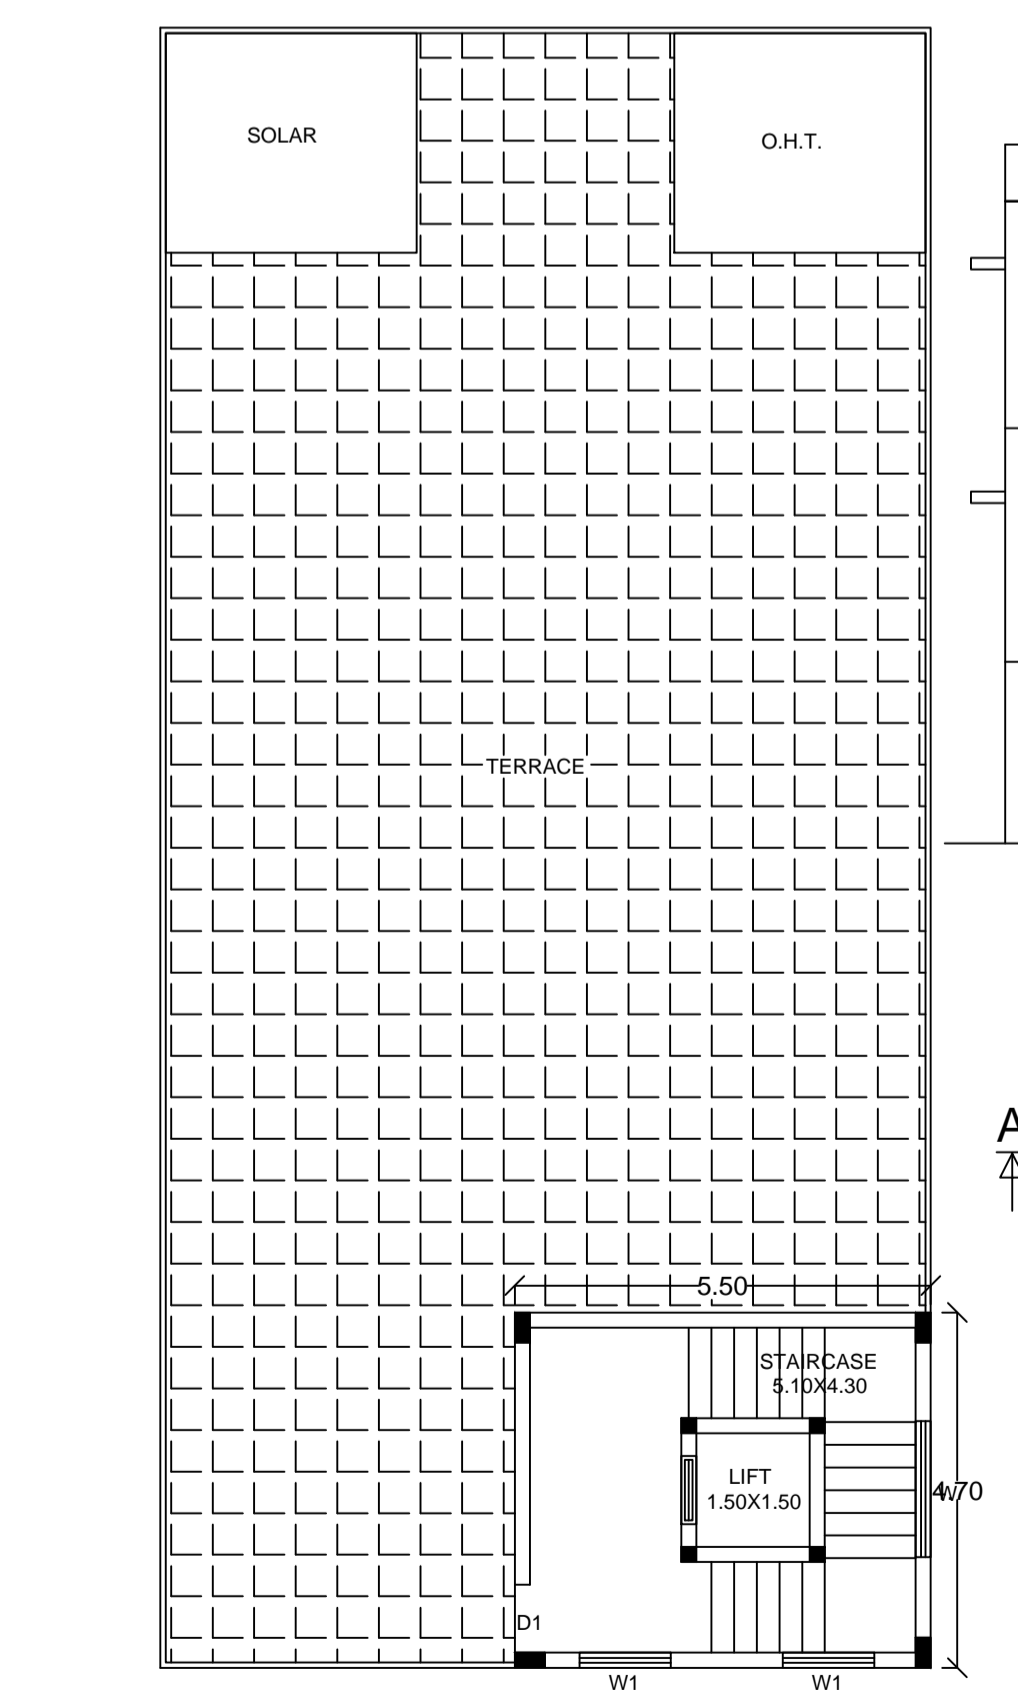 SOLAR
O.H.T.
TERRACE
A
5.50
STAIRCASE
5.10X4.30
LIFT
1.50X1.50
4.70
W
D1
W1
W1